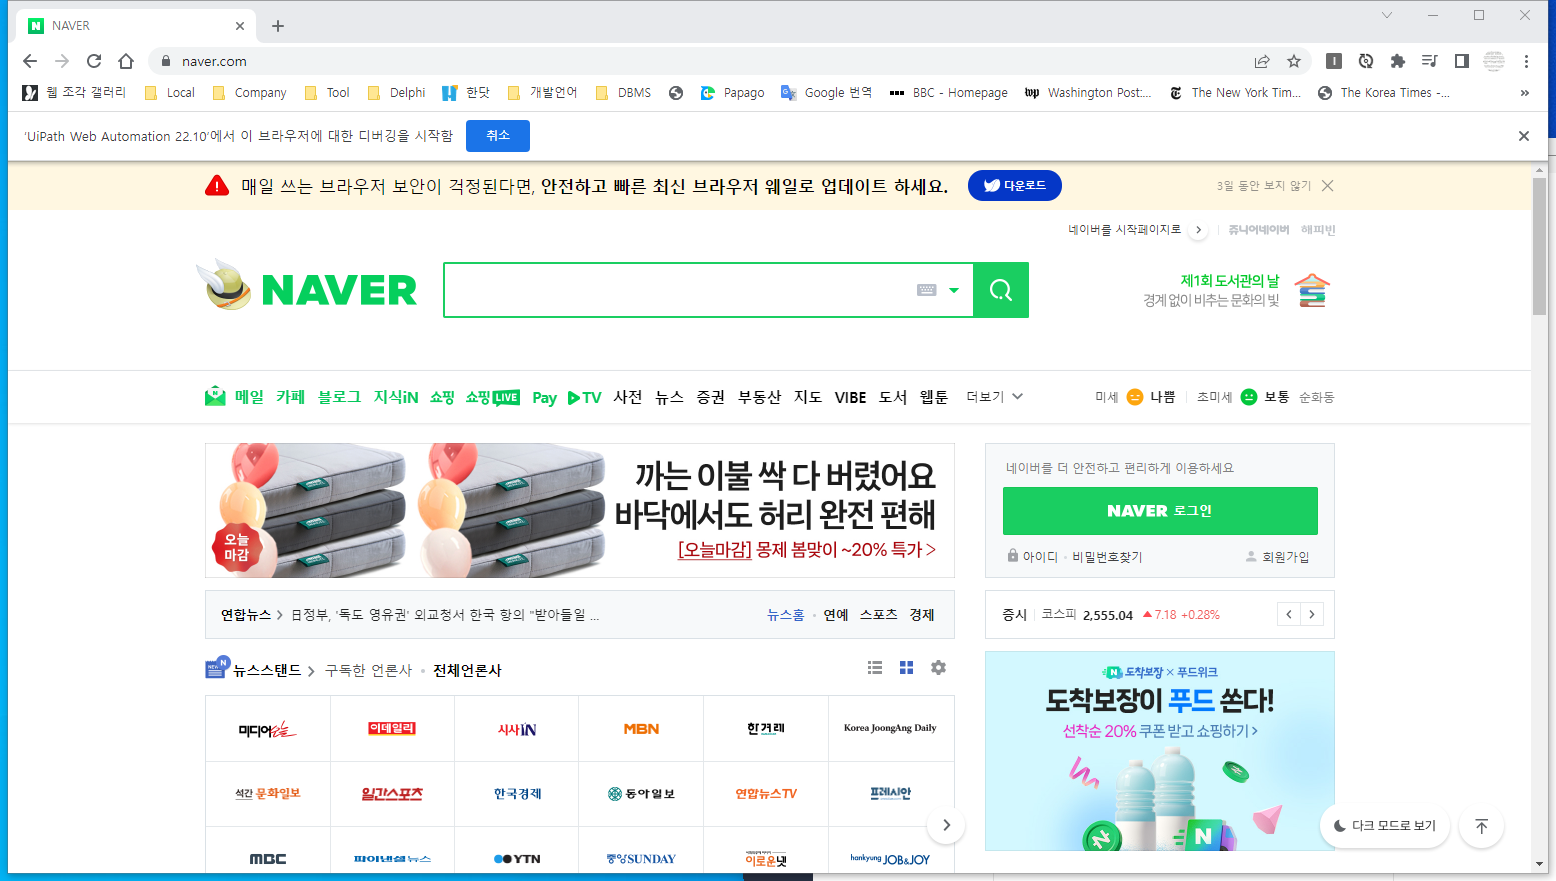 NAVER
naver.com
웹 조각 갤러리 Local Company Tool Delphi 한닷 개발언어 DBMS Papago Google 번역 BBC - Homepage Washington Post:... The New York Tim... The Korea Times -... »
'UiPath Web Automation 22.10'에서 이 브라우저에 대한 디버깅을 시작함 취소
매일 쓰는 브라우저 보안이 걱정된다면, 안전하고 빠른 최신 브라우저 웨일로 업데이트 하세요. 다운로드 3일 동안 보지 않기
네이버를 시작페이지로 쥬니어네이버 해피빈
NAVER
제1회 도서관의 날
경계 없이 비추는 문화의 빛
메일 카페 블로그 지식iN 쇼핑 쇼핑LIVE Pay TV 사전 뉴스 증권 부동산 지도 VIBE 도서 웹툰 더보기 미세 나쁨 초미세 보통 순화동
까는 이불 싹 다 버렸어요
바닥에서도 허리 완전 편해
[오늘마감] 몽제 봄맞이 ~20% 특가 >
오늘
마감
네이버를 더 안전하고 편리하게 이용하세요
NAVER 로그인
아이디 · 비밀번호찾기 회원가입
연합뉴스 > 日정부, '독도 영유권' 외교청서 한국 항의 "받아들일 ... 뉴스홈 · 연예 스포츠 경제
증시 코스피 2,555.04 ▲7.18 +0.28%
뉴스스탠드 > 구독한 언론사 · 전체언론사
미디어오늘 이데일리 시사IN MBN 한겨레 Korea JoongAng Daily
석간 문화일보 일간스포츠 한국경제 동아일보 연합뉴스TV 프레시안
MBC 파이낸셜뉴스 YTN 중앙SUNDAY 이로운넷 hankyung JOB&JOY
N 도착보장 × 푸드위크
도착보장이 푸드 쏜다!
선착순 20% 쿠폰 받고 쇼핑하기 >
다크 모드로 보기